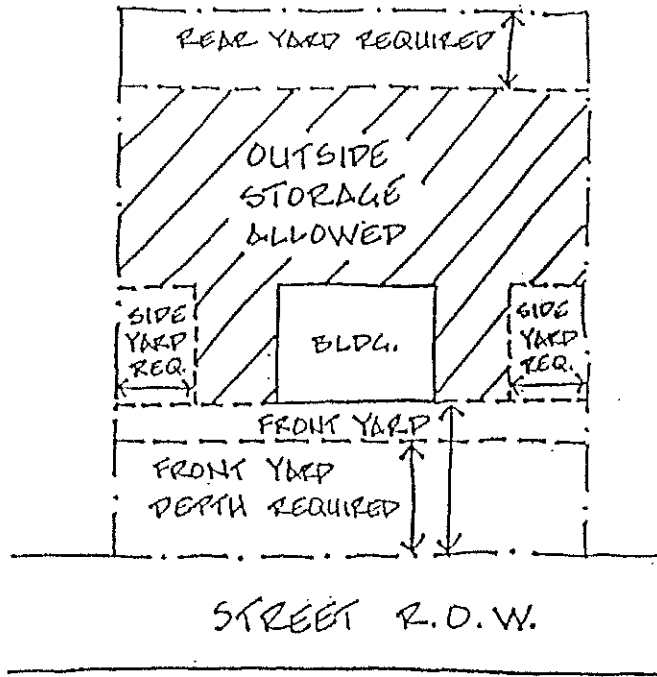 REAR YARD REQUIRED
OUTSIDE
STORAGE
ALLOWED
SIDE
YARD
REQ.
BLDG.
SIDE
YARD
REQ.
FRONT YARD
FRONT YARD
DEPTH REQUIRED
STREET R.O.W.